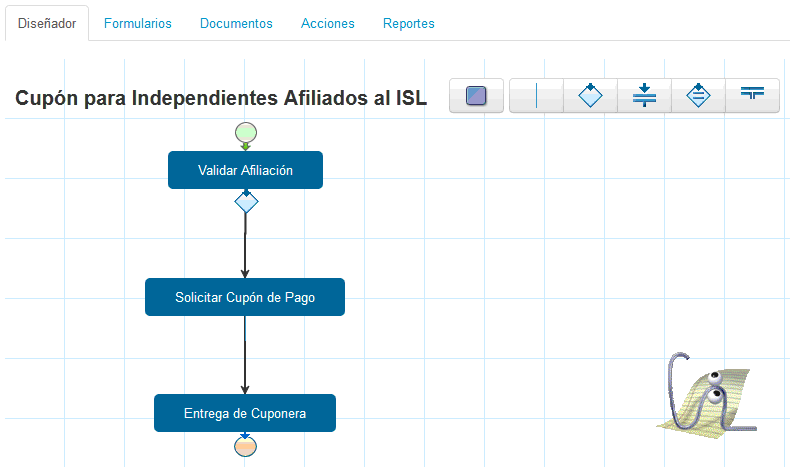 Diseñador Formularios Documentos Acciones Reportes
Cupón para Independientes Afiliados al ISL
Validar Afiliación
Solicitar Cupón de Pago
Entrega de Cuponera